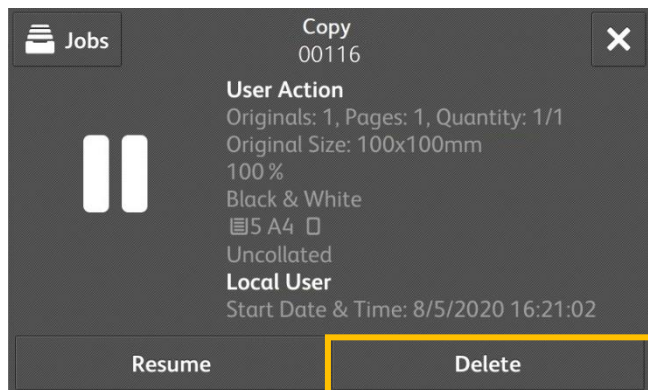 Jobs
Copy
00116
User Action
Originals: 1, Pages: 1, Quantity: 1/1
Original Size: 100x100mm
100 %
Black & White
5 A4
Uncollated
Local User
Start Date & Time: 8/5/2020 16:21:02
Resume
Delete